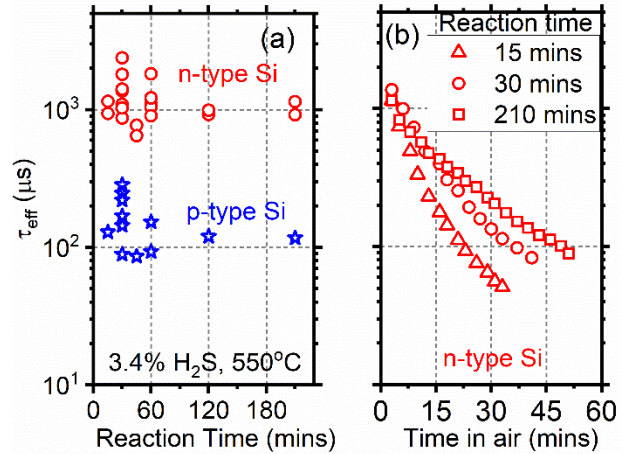 (a)
n-type Si
p-type Si
3.4% H₂S, 550°C
10³
10²
10¹
τeff (μs)
0 60 120 180
Reaction Time (mins)
(b)
Reaction time
15 mins
30 mins
210 mins
n-type Si
0 15 30 45 60
Time in air (mins)